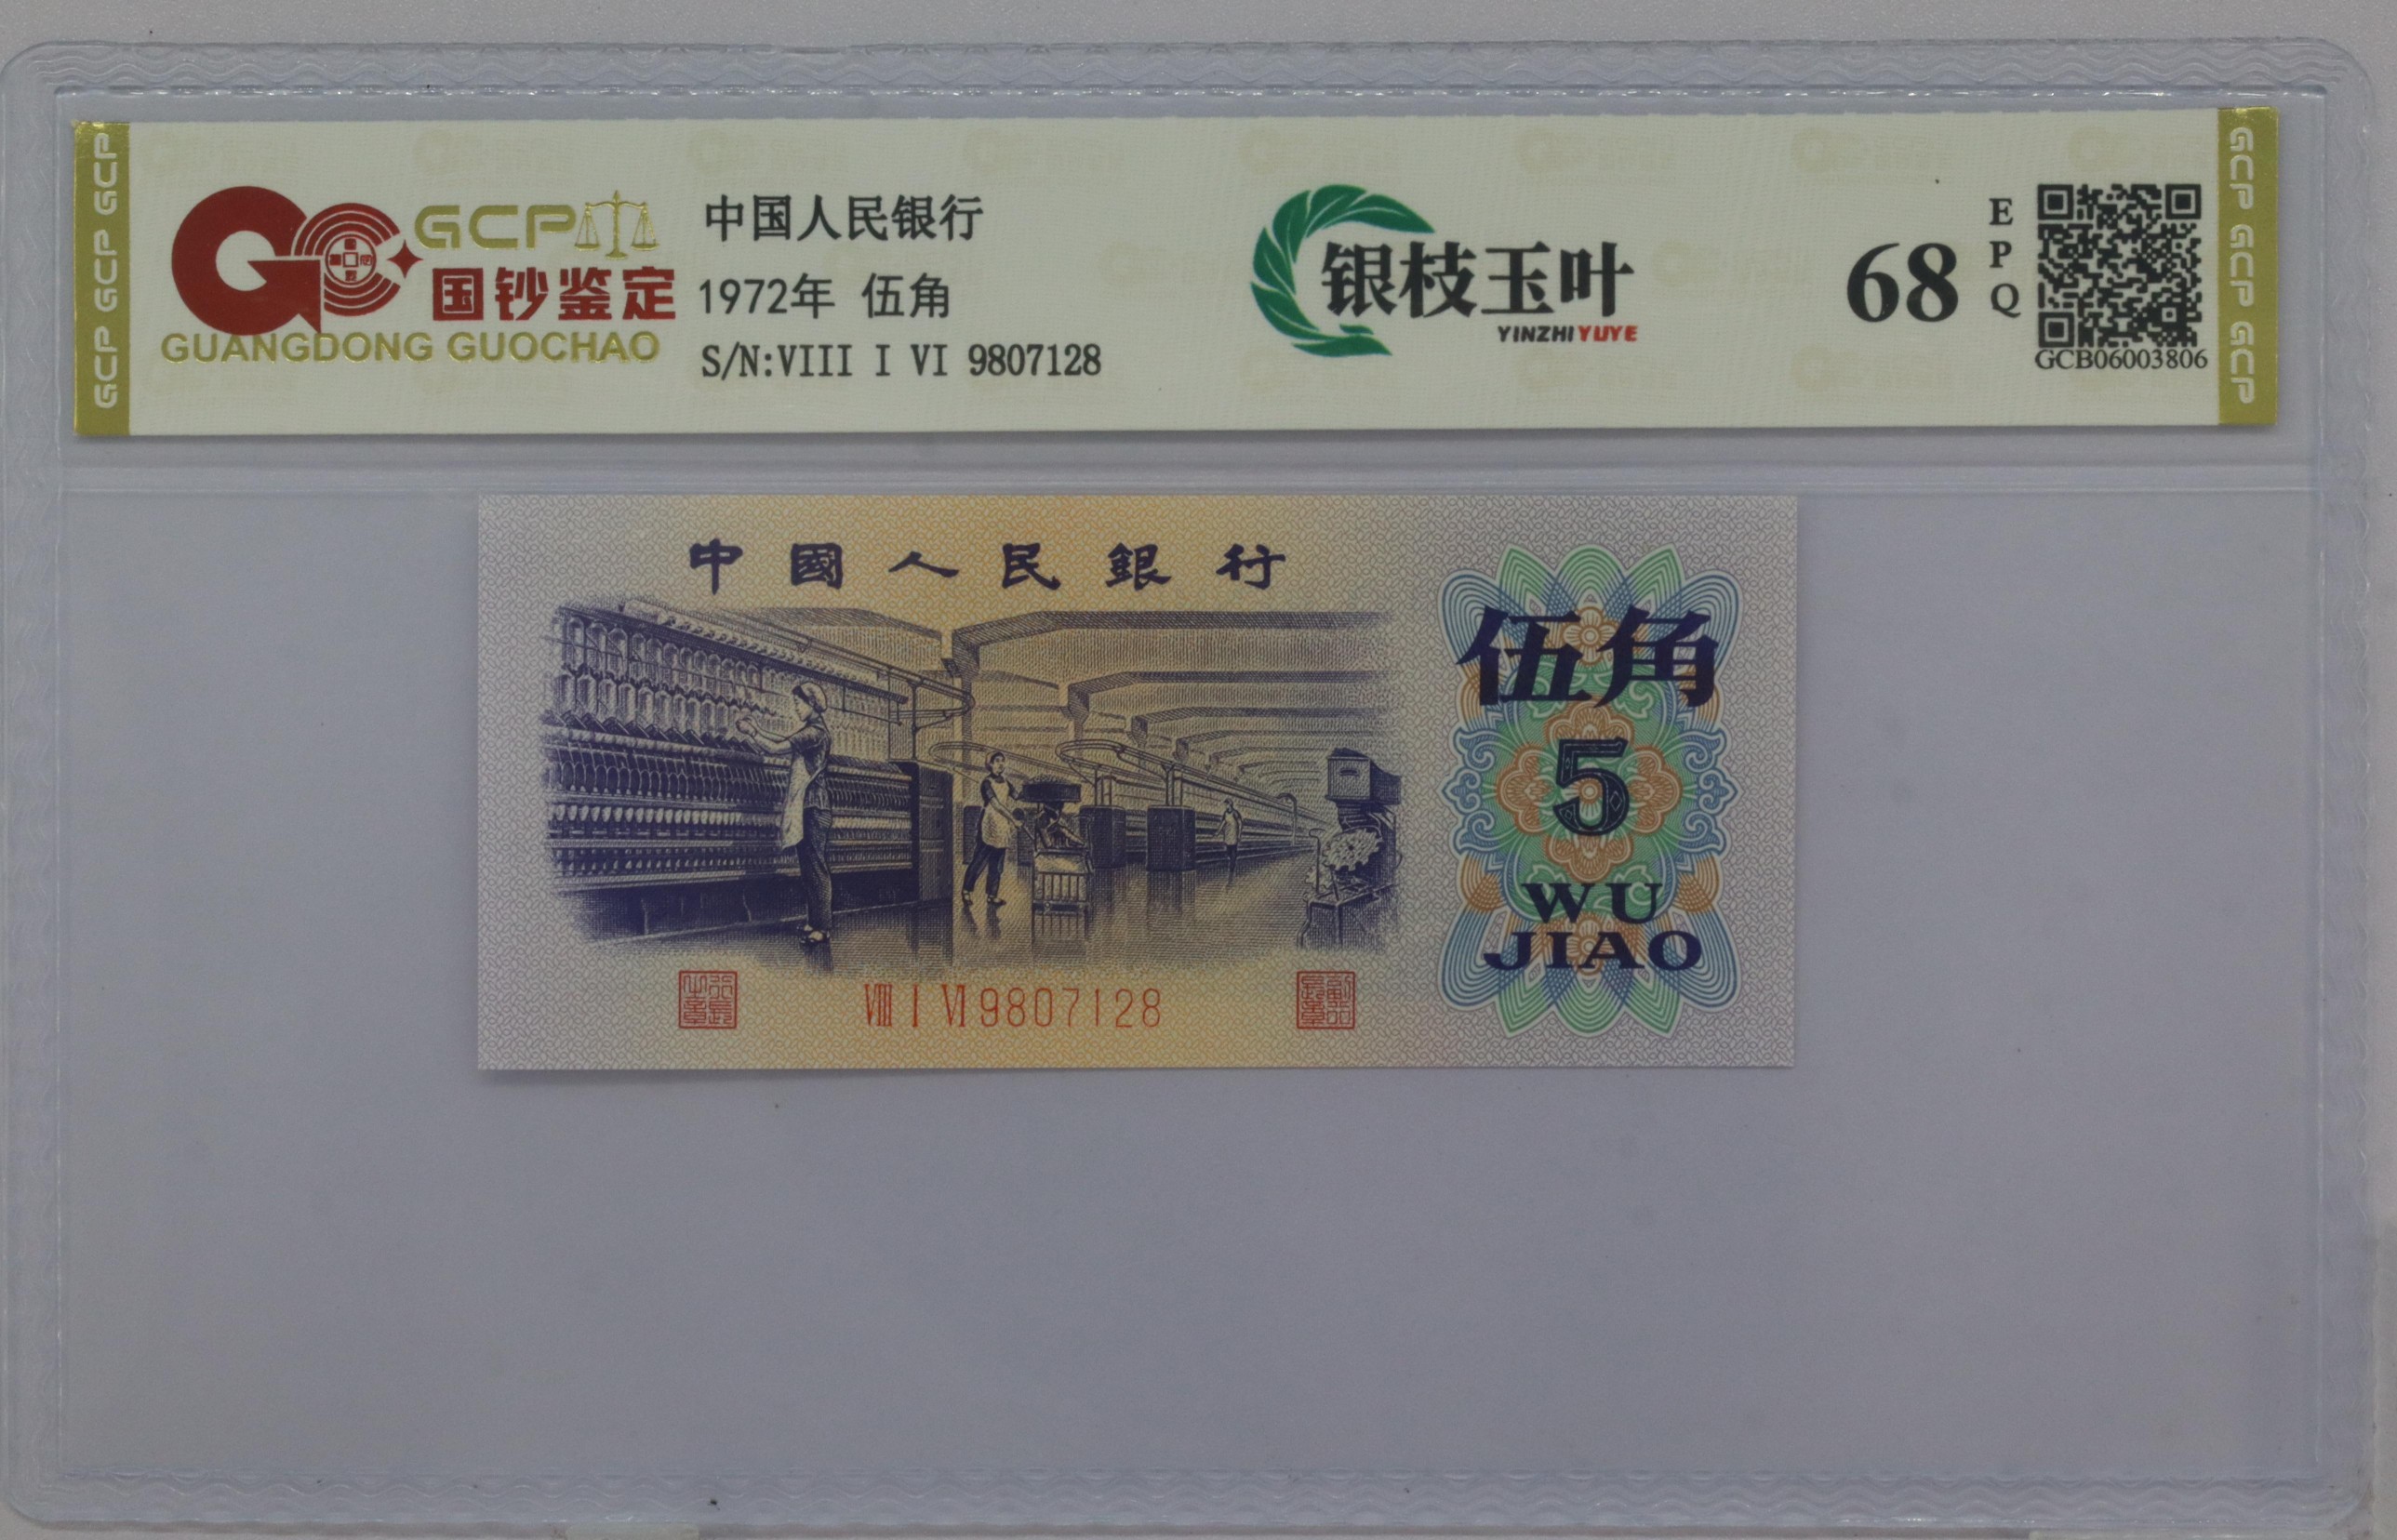 GCP GCP GCP
GCP
国钞鉴定
GUANGDONG GUOCHAO
中国人民银行
1972年 伍角
S/N:VIII I VI 9807128
银枝玉叶
YINZHIYUYE
68
EPQ
GCB06003806
GCP GCP GCP
中國人民銀行
伍角
5
WU
JIAO
VIII I VI 9807128